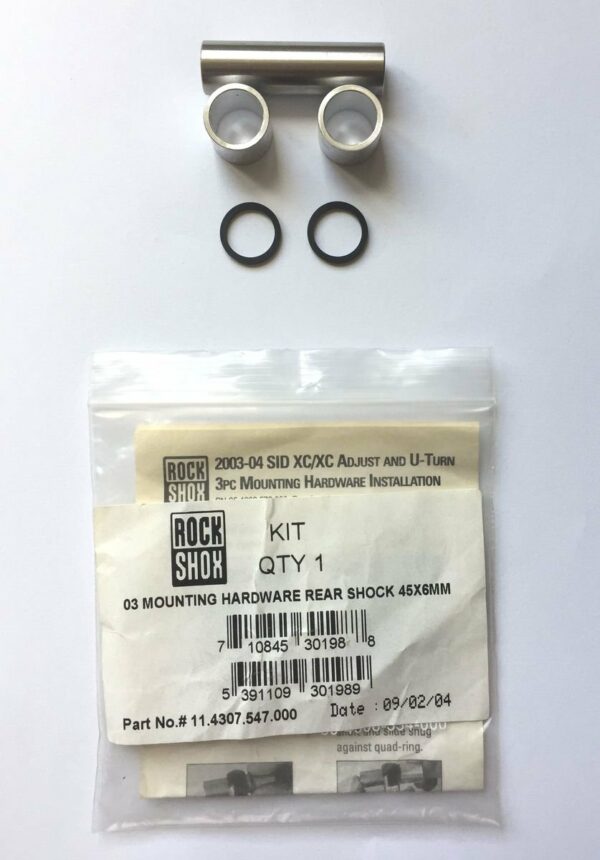 ROCK
SHOX
2003-04 SID XC/XC ADJUST AND U-TURN
3PC MOUNTING HARDWARE INSTALLATION
ROCK
SHOX
KIT
QTY 1
03 MOUNTING HARDWARE REAR SHOCK 45X6MM
7 10845 30198 8
5 391109 301989
Part No.# 11.4307.547.000
Date : 09/02/04
against quad-ring.